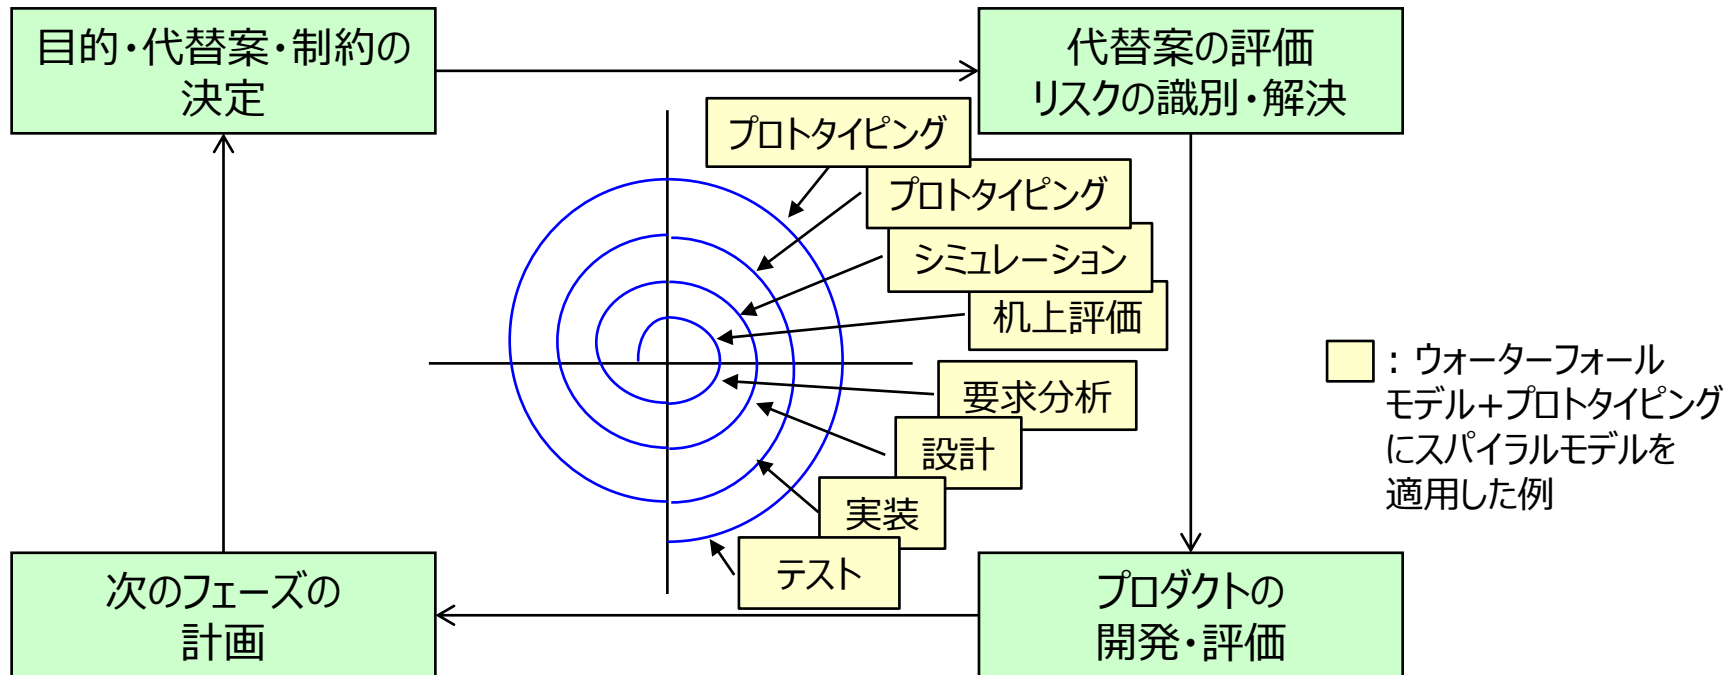 目的・代替案・制約の
決定
代替案の評価
リスクの識別・解決
プロトタイピング
プロトタイピング
シミュレーション
机上評価
要求分析
設計
実装
テスト
：ウォーターフォール
モデル＋プロトタイピング
にスパイラルモデルを
適用した例
次のフェーズの
計画
プロダクトの
開発・評価